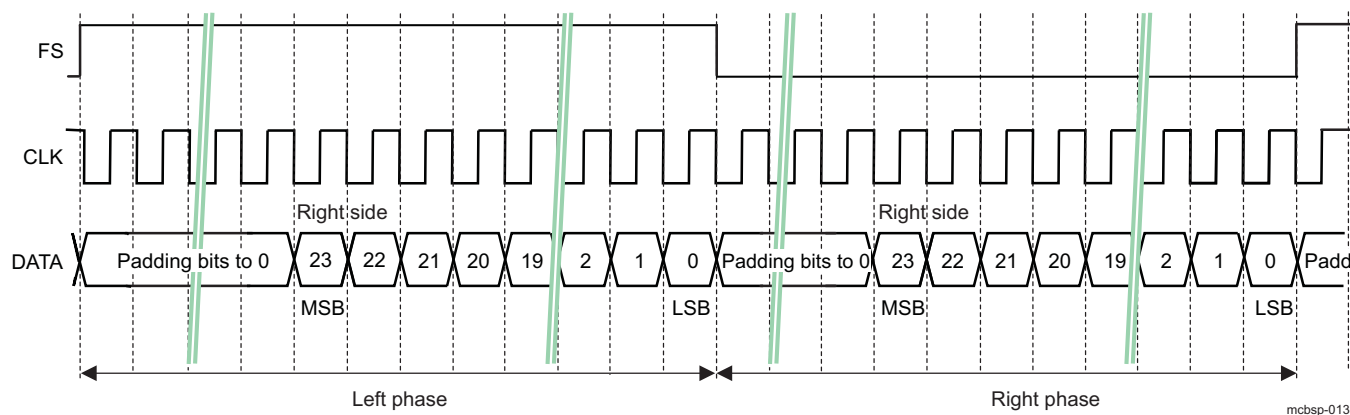 FS
CLK
Right side Right side
DATA Padding bits to 0 23 22 21 20 19 2 1 0 Padding bits to 0 23 22 21 20 19 2 1 0 Padd
MSB LSB MSB LSB
Left phase Right phase
mcbsp-013